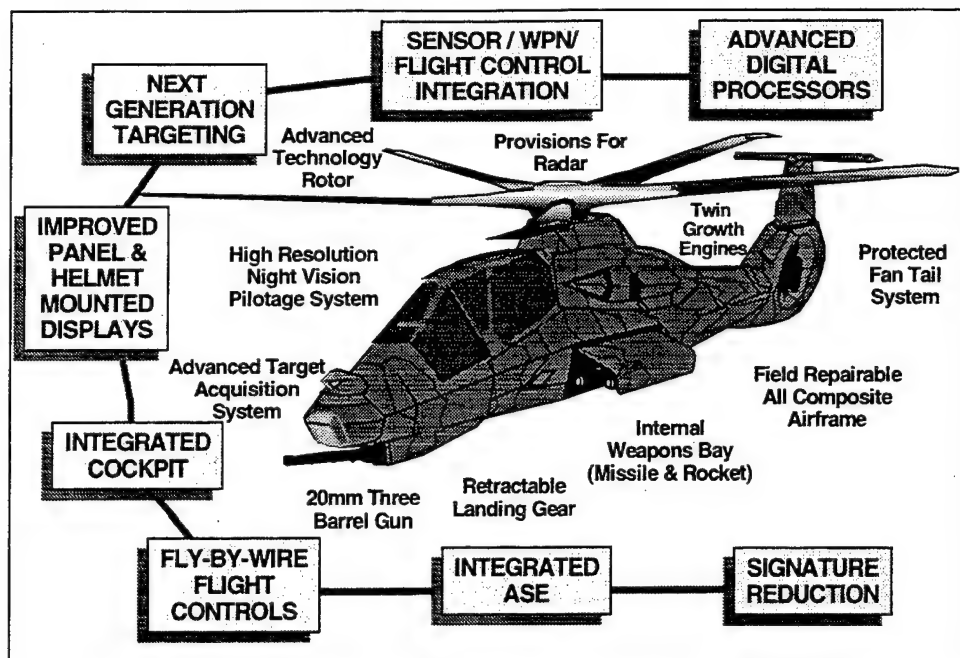 SENSOR / WPN/
FLIGHT CONTROL
INTEGRATION
ADVANCED
DIGITAL
PROCESSORS
NEXT
GENERATION
TARGETING
Advanced
Technology
Rotor
Provisions For
Radar
Twin
Growth
Engines
IMPROVED
PANEL &
HELMET
MOUNTED
DISPLAYS
High Resolution
Night Vision
Pilotage System
Protected
Fan Tail
System
Advanced Target
Acquisition
System
Field Repairable
All Composite
Airframe
INTEGRATED
COCKPIT
Internal
Weapons Bay
(Missile & Rocket)
20mm Three
Barrel Gun
Retractable
Landing Gear
FLY-BY-WIRE
FLIGHT
CONTROLS
INTEGRATED
ASE
SIGNATURE
REDUCTION